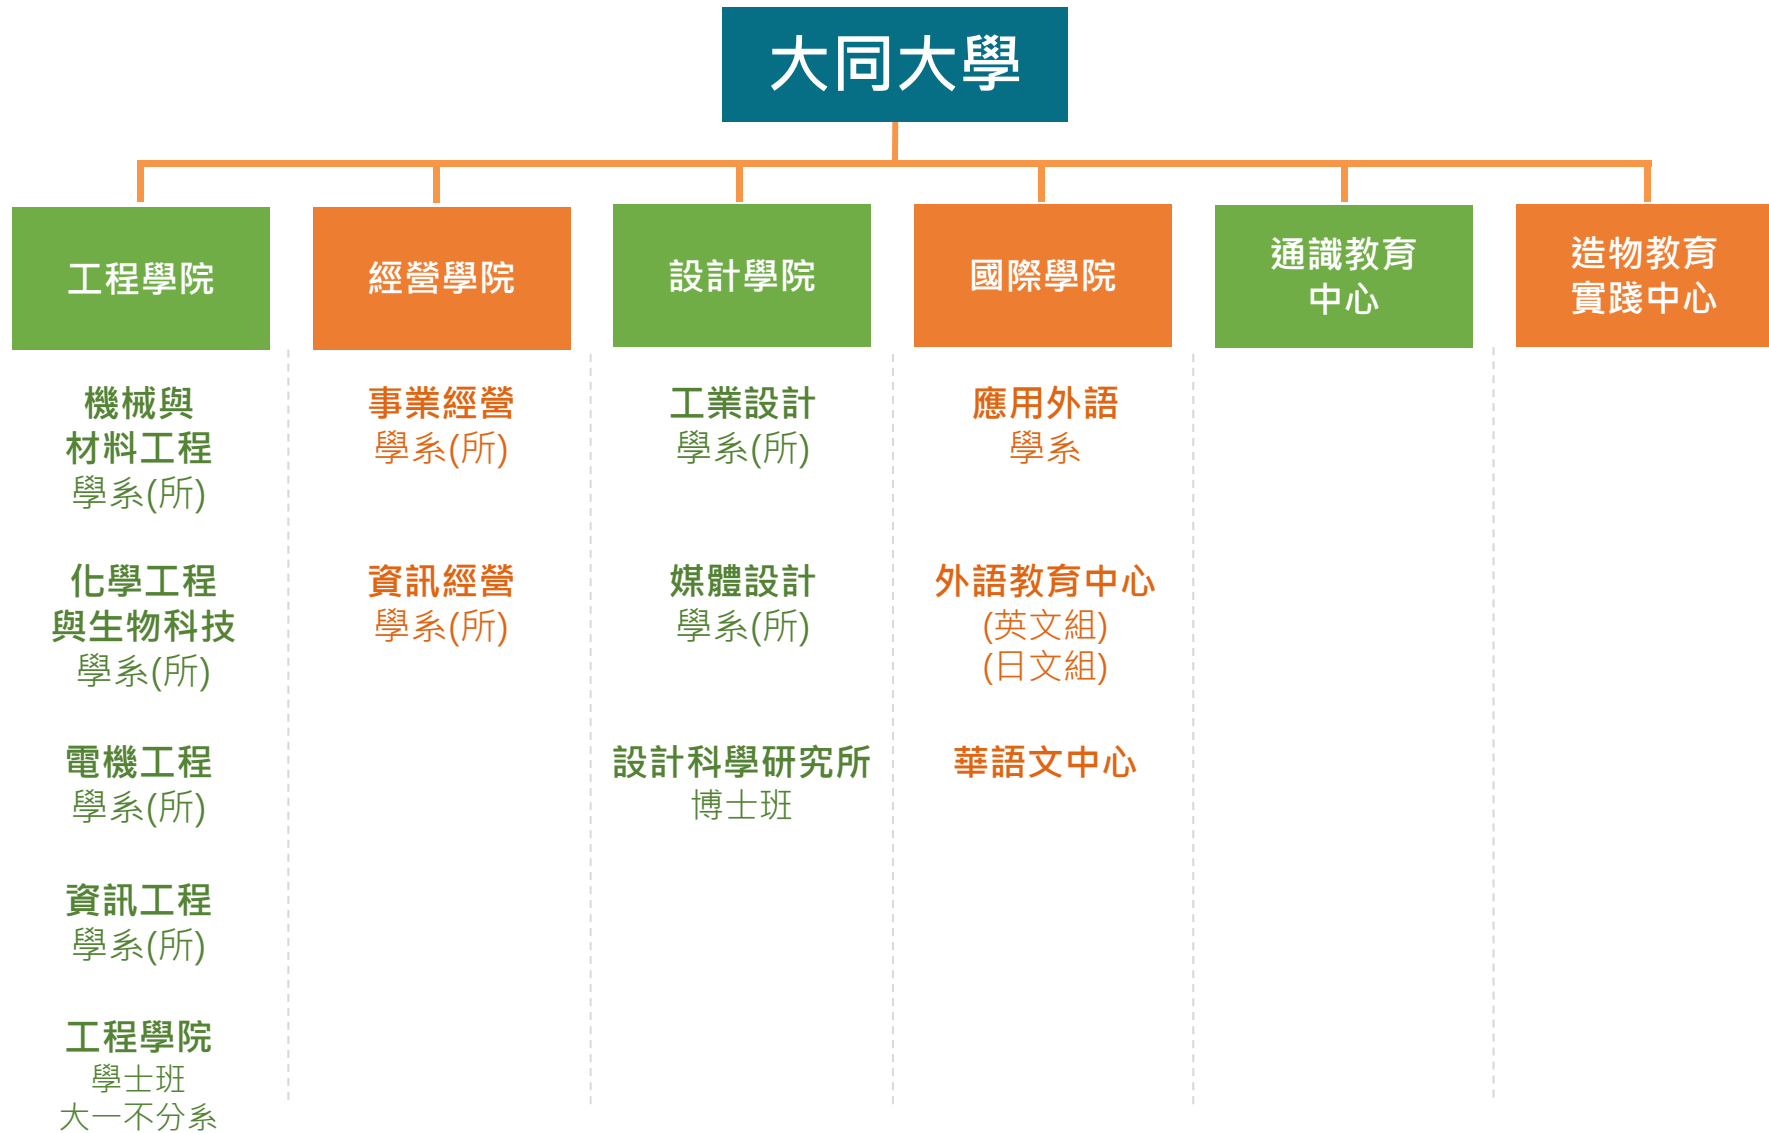 大同大學
工程學院
經營學院
設計學院
國際學院
通識教育
中心
造物教育
實踐中心
機械與
材料工程
學系(所)
化學工程
與生物科技
學系(所)
電機工程
學系(所)
資訊工程
學系(所)
工程學院
學士班
大一不分系
事業經營
學系(所)
資訊經營
學系(所)
工業設計
學系(所)
媒體設計
學系(所)
設計科學研究所
博士班
應用外語
學系
外語教育中心
(英文組)
(日文組)
華語文中心